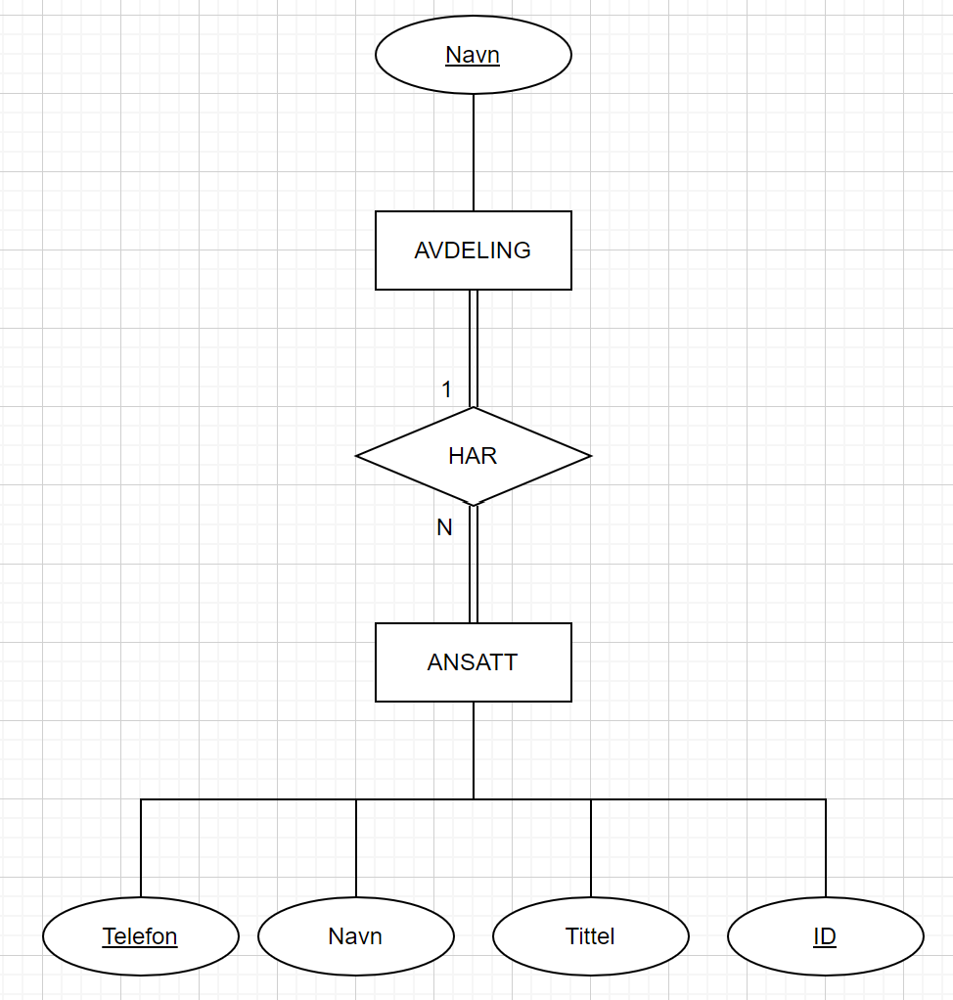 Navn
AVDELING
1
HAR
N
ANSATT
Telefon
Navn
Tittel
ID